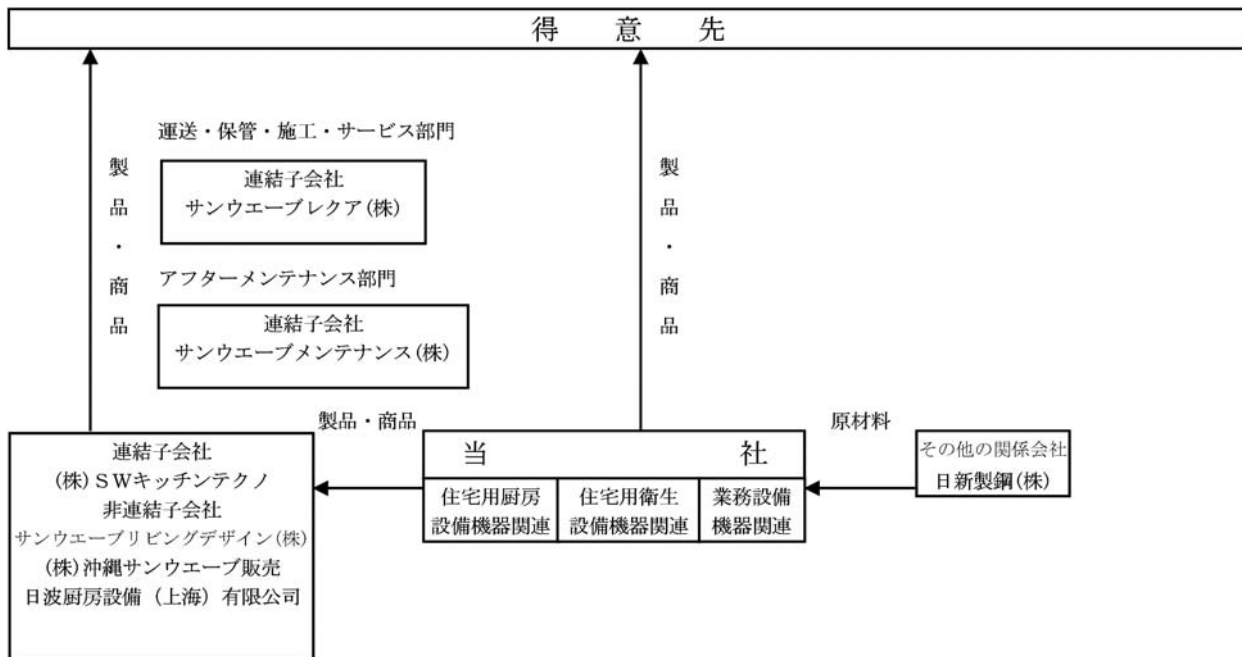 得意先
運送・保管・施工・サービス部門
連結子会社
サンウエーブレクア(株)
製品・商品
製品・商品
アフターメンテナンス部門
連結子会社
サンウエーブメンテナンス(株)
製品・商品
原材料
連結子会社
(株)SWキッチンテクノ
非連結子会社
サンウエーブリビングデザイン(株)
(株)沖縄サンウエーブ販売
日波厨房設備(上海)有限公司
当社
住宅用厨房
設備機器関連
住宅用衛生
設備機器関連
業務設備
機器関連
その他の関係会社
日新製鋼(株)